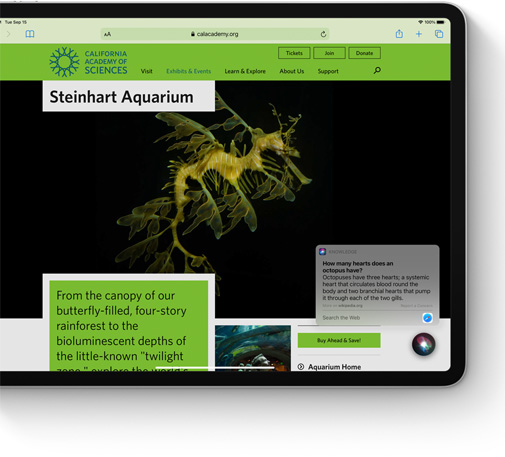 Tue Sep 15
100%
AA
calacademy.org
Tickets
Join
Donate
CALIFORNIA
ACADEMY OF
SCIENCES
Visit
Exhibits & Events
Learn & Explore
About Us
Support
Steinhart Aquarium
KNOWLEDGE
How many hearts does an
octopus have?
Octopuses have three hearts; a systemic
heart that circulates blood round the
body and two branchial hearts that pump
it through each of the two gills.
wikipedia.org
Search the Web
From the canopy of our
butterfly-filled, four-story
rainforest to the
bioluminescent depths of
the little-known "twilight
zone," explore the world's
Buy Ahead & Save!
Aquarium Home